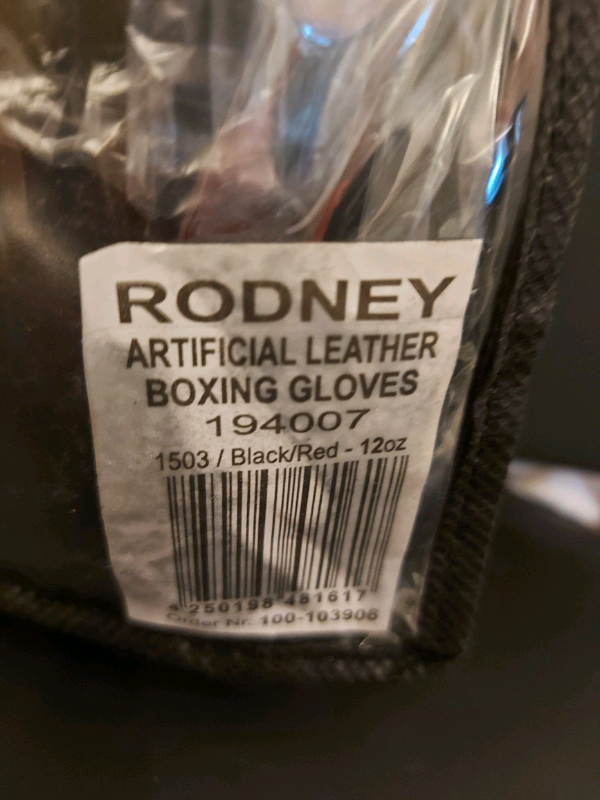 RODNEY
ARTIFICIAL LEATHER
BOXING GLOVES
194007
1503 / Black/Red - 12oz
4 250198 481617
Order Nr. 100-103906